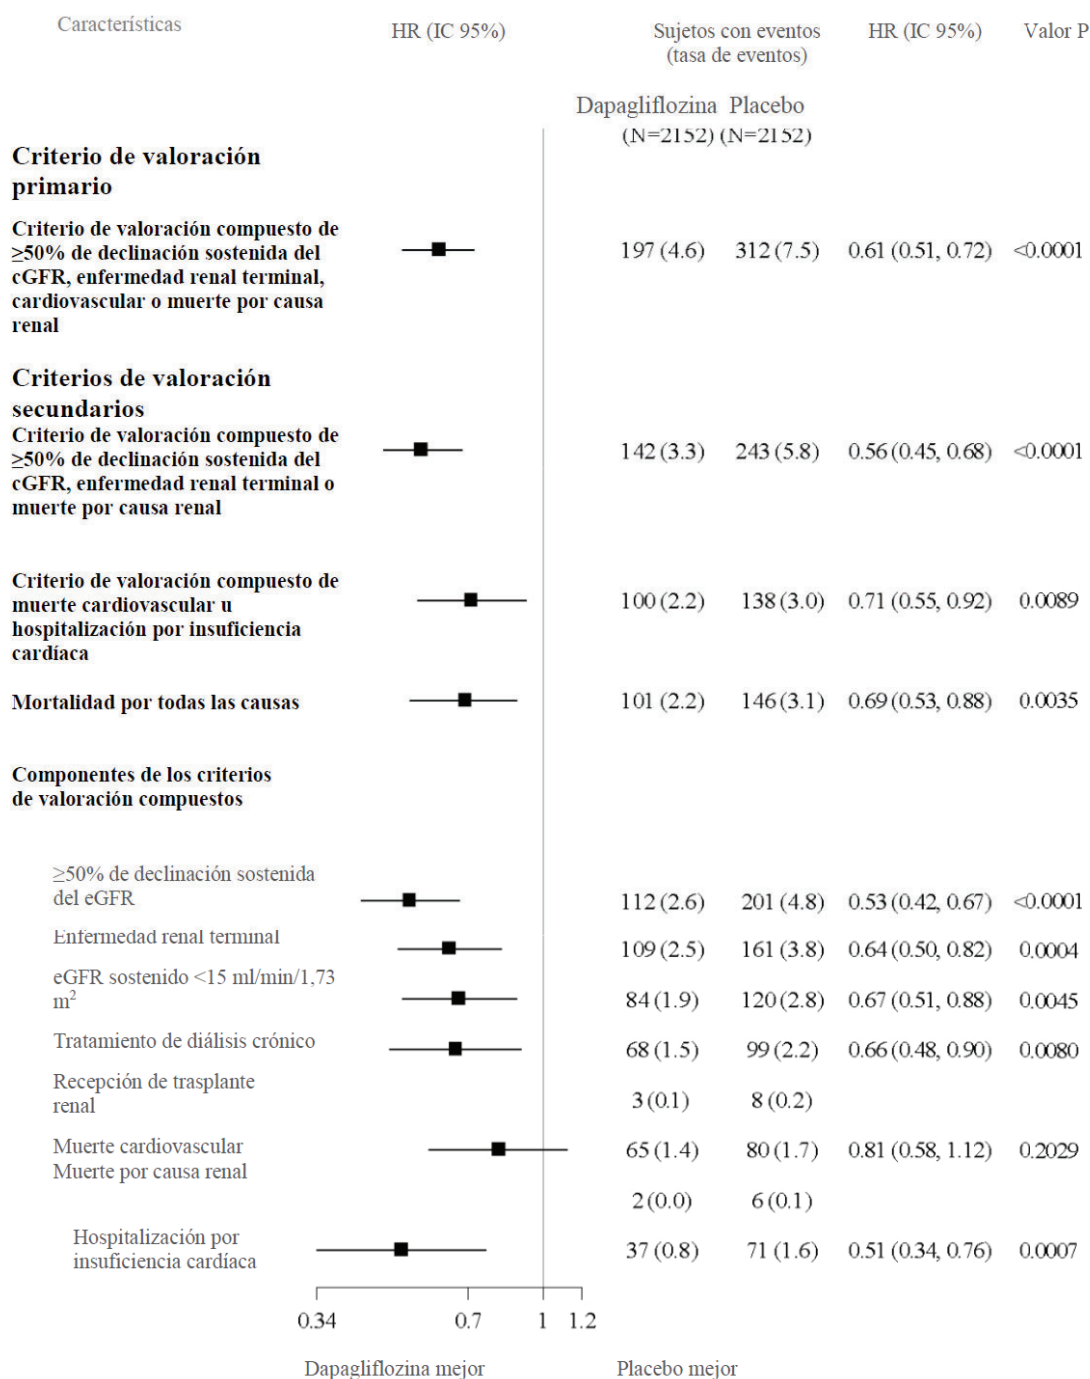 Características HR (IC 95%) Sujetos con eventos HR (IC 95%) Valor P
(tasa de eventos)
Dapagliflozina Placebo
(N=2152) (N=2152)
Criterio de valoración
primario
Criterio de valoración compuesto de
≥50% de declinación sostenida del 197 (4.6) 312 (7.5) 0.61 (0.51, 0.72) <0.0001
cGFR, enfermedad renal terminal,
cardiovascular o muerte por causa
renal
Criterios de valoración
secundarios
Criterio de valoración compuesto de
≥50% de declinación sostenida del 142 (3.3) 243 (5.8) 0.56 (0.45, 0.68) <0.0001
cGFR, enfermedad renal terminal o
muerte por causa renal
Criterio de valoración compuesto de
muerte cardiovascular u 100 (2.2) 138 (3.0) 0.71 (0.55, 0.92) 0.0089
hospitalización por insuficiencia
cardíaca
Mortalidad por todas las causas 101 (2.2) 146 (3.1) 0.69 (0.53, 0.88) 0.0035
Componentes de los criterios
de valoración compuestos
≥50% de declinación sostenida
del eGFR 112 (2.6) 201 (4.8) 0.53 (0.42, 0.67) <0.0001
Enfermedad renal terminal 109 (2.5) 161 (3.8) 0.64 (0.50, 0.82) 0.0004
eGFR sostenido <15 ml/min/1,73
m² 84 (1.9) 120 (2.8) 0.67 (0.51, 0.88) 0.0045
Tratamiento de diálisis crónico 68 (1.5) 99 (2.2) 0.66 (0.48, 0.90) 0.0080
Recepción de trasplante
renal 3 (0.1) 8 (0.2)
Muerte cardiovascular 65 (1.4) 80 (1.7) 0.81 (0.58, 1.12) 0.2029
Muerte por causa renal
2 (0.0) 6 (0.1)
Hospitalización por
insuficiencia cardíaca 37 (0.8) 71 (1.6) 0.51 (0.34, 0.76) 0.0007
0.34 0.7 1 1.2
Dapagliflozina mejor Placebo mejor